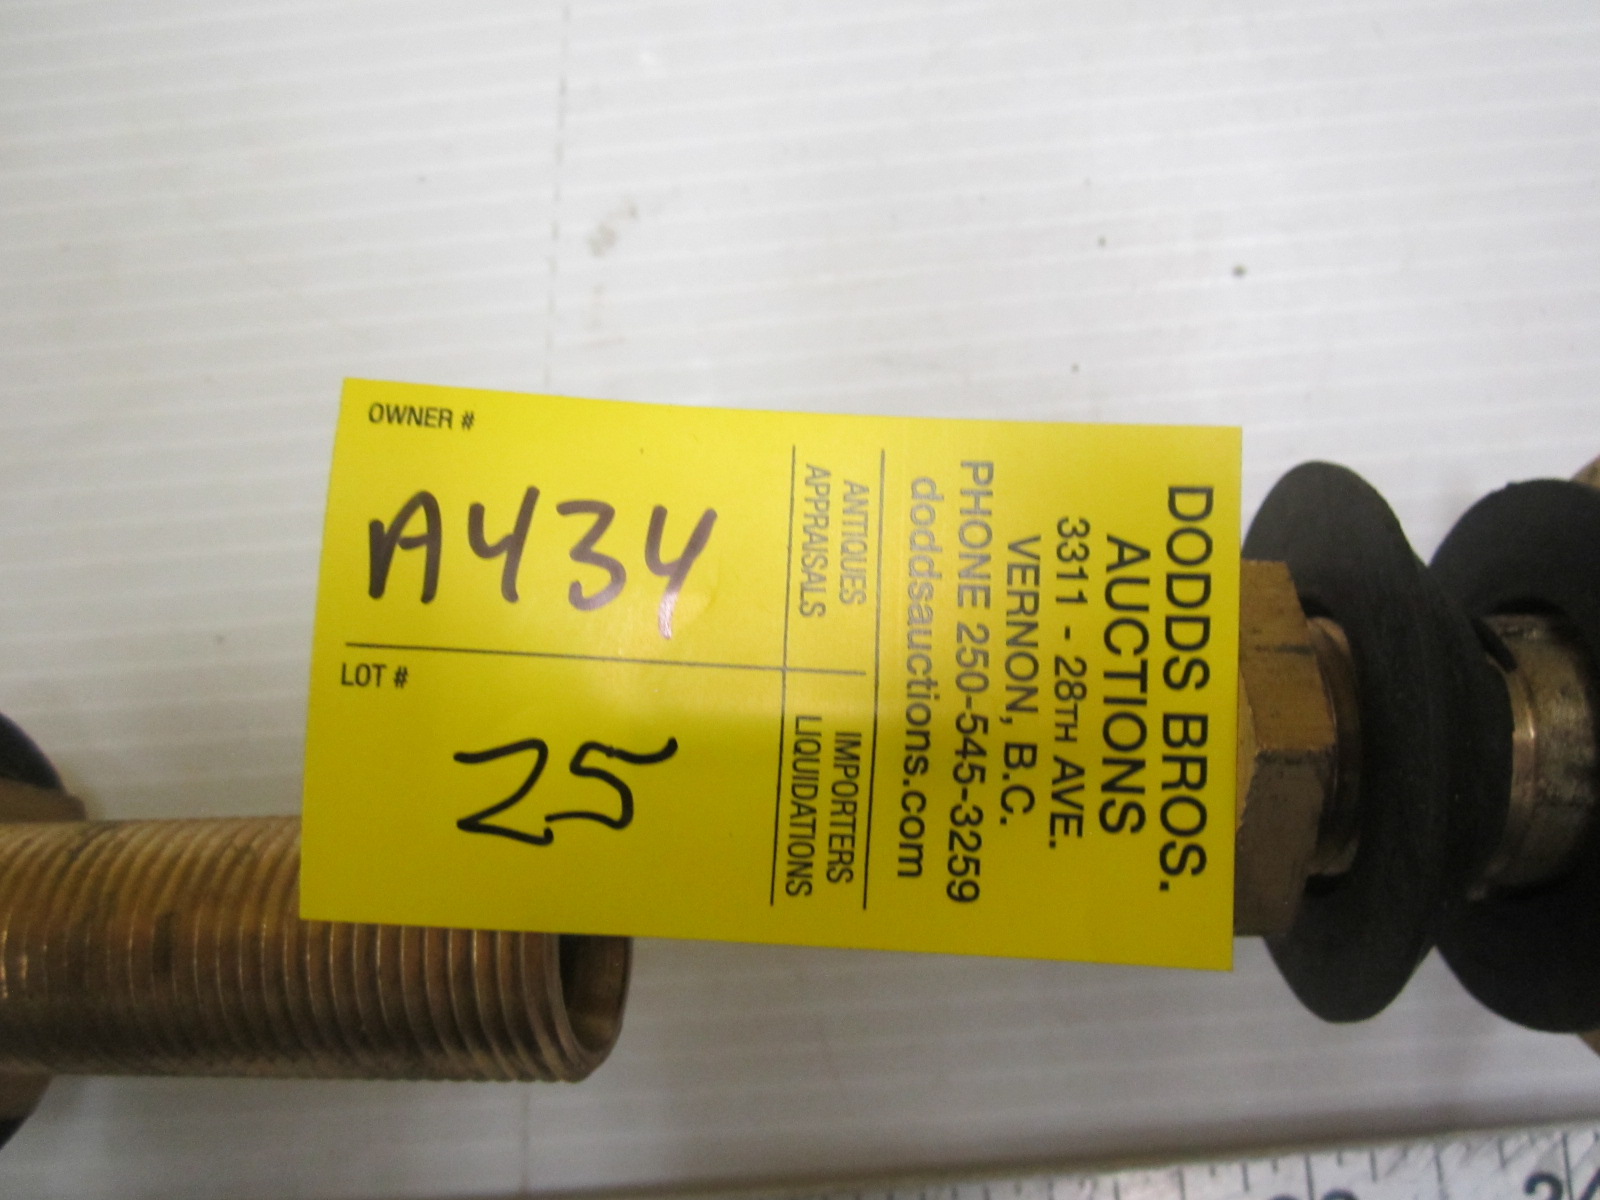 DODDS BROS.
AUCTIONS
3311 - 28TH AVE.
VERNON, B.C.
PHONE 250-545-3259
doddsauctions.com
ANTIQUES
APPRAISALS
IMPORTERS
LIQUIDATIONS
OWNER #
A434
LOT #
25